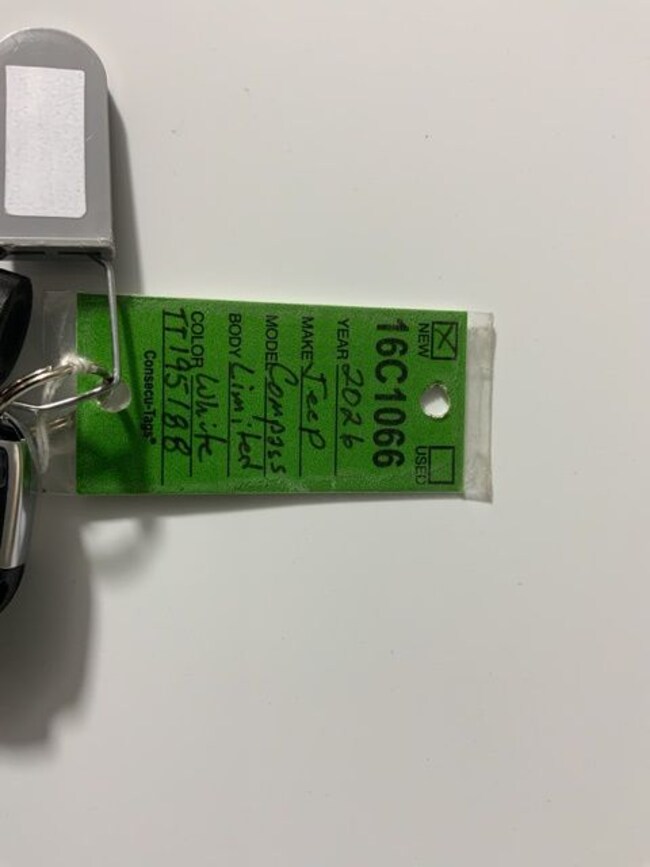 NEW USED
16C1066
YEAR 2026
MAKE Jeep
MODEL Compass
BODY Limited
COLOR White
TT195188
Consecu-Tags®